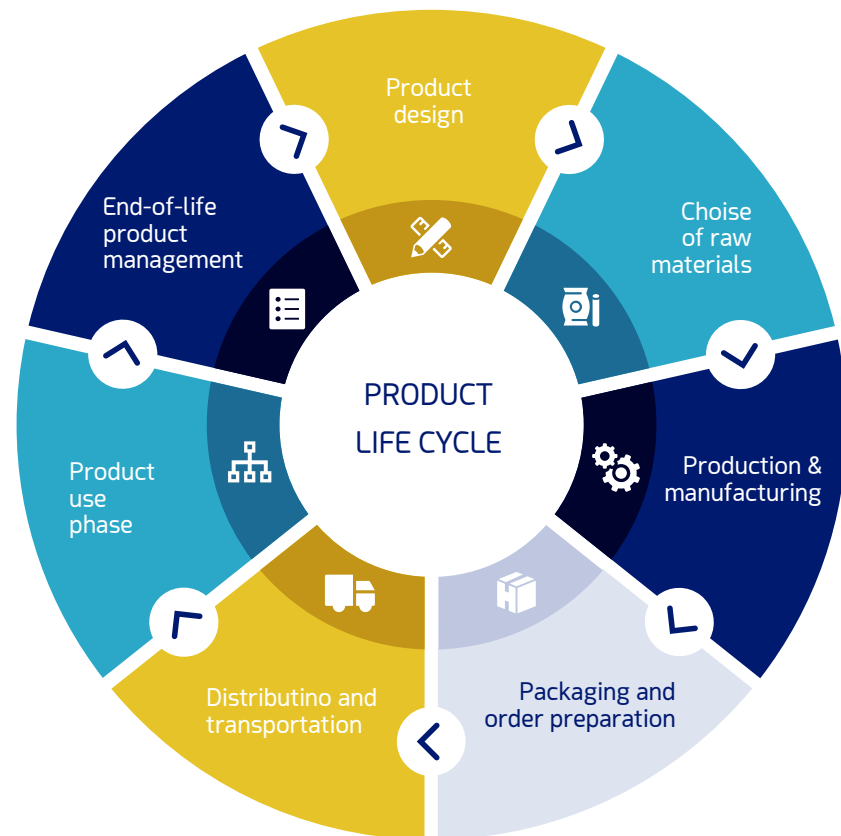 Product
design
Choise
of raw
materials
Production &
manufacturing
Packaging and
order preparation
Distributino and
transportation
Product
use
phase
End-of-life
product
management
PRODUCT
LIFE CYCLE